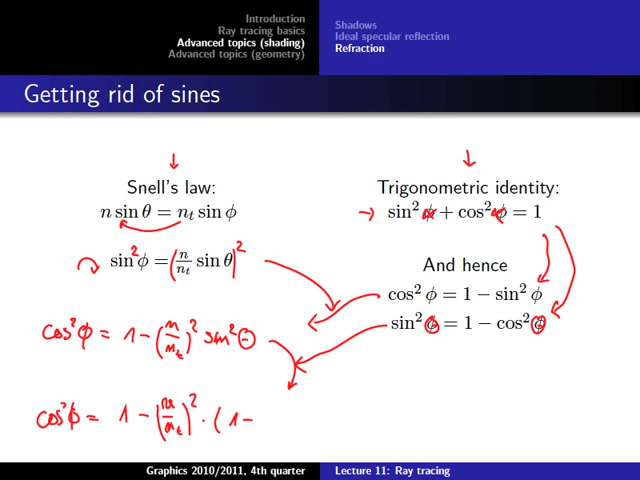 Introduction
Ray tracing basics
Advanced topics (shading)
Advanced topics (geometry)
Shadows
Ideal specular reflection
Refraction
Getting rid of sines
Snell's law:
n sin θ = n_t sin ϕ
sin² ϕ = (n/n_t sin θ)²
cos² ϕ = 1 − (n/n_t)² sin² θ
cos² ϕ = 1 − (n/n_t)² · (1 −
Trigonometric identity:
→ sin² ϕ + cos² ϕ = 1
And hence
cos² ϕ = 1 − sin² ϕ
sin² ϕ = 1 − cos² ϕ
Graphics 2010/2011, 4th quarter
Lecture 11: Ray tracing